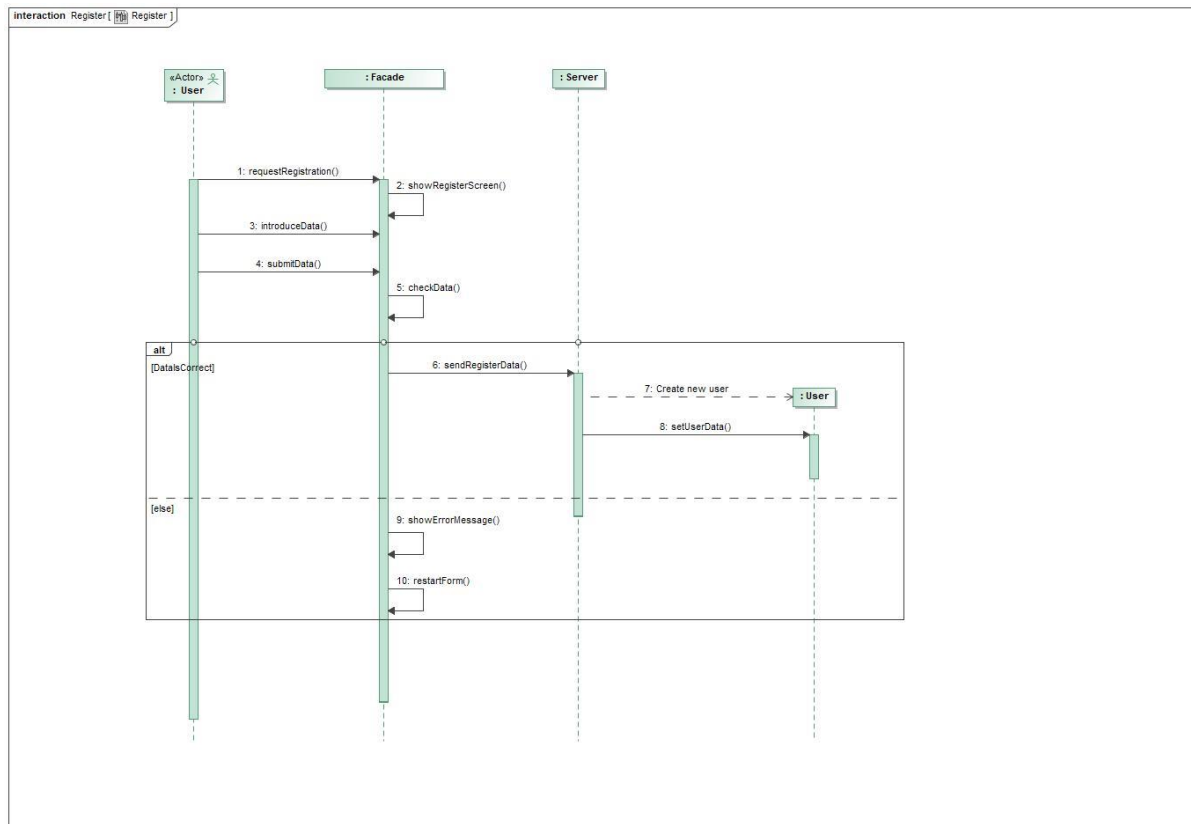 interaction Register [ Register ]
«Actor»
: User
: Facade
: Server
1: requestRegistration()
2: showRegisterScreen()
3: introduceData()
4: submitData()
5: checkData()
alt
[DataIsCorrect]
6: sendRegisterData()
7: Create new user
: User
8: setUserData()
[else]
9: showErrorMessage()
10: restartForm()